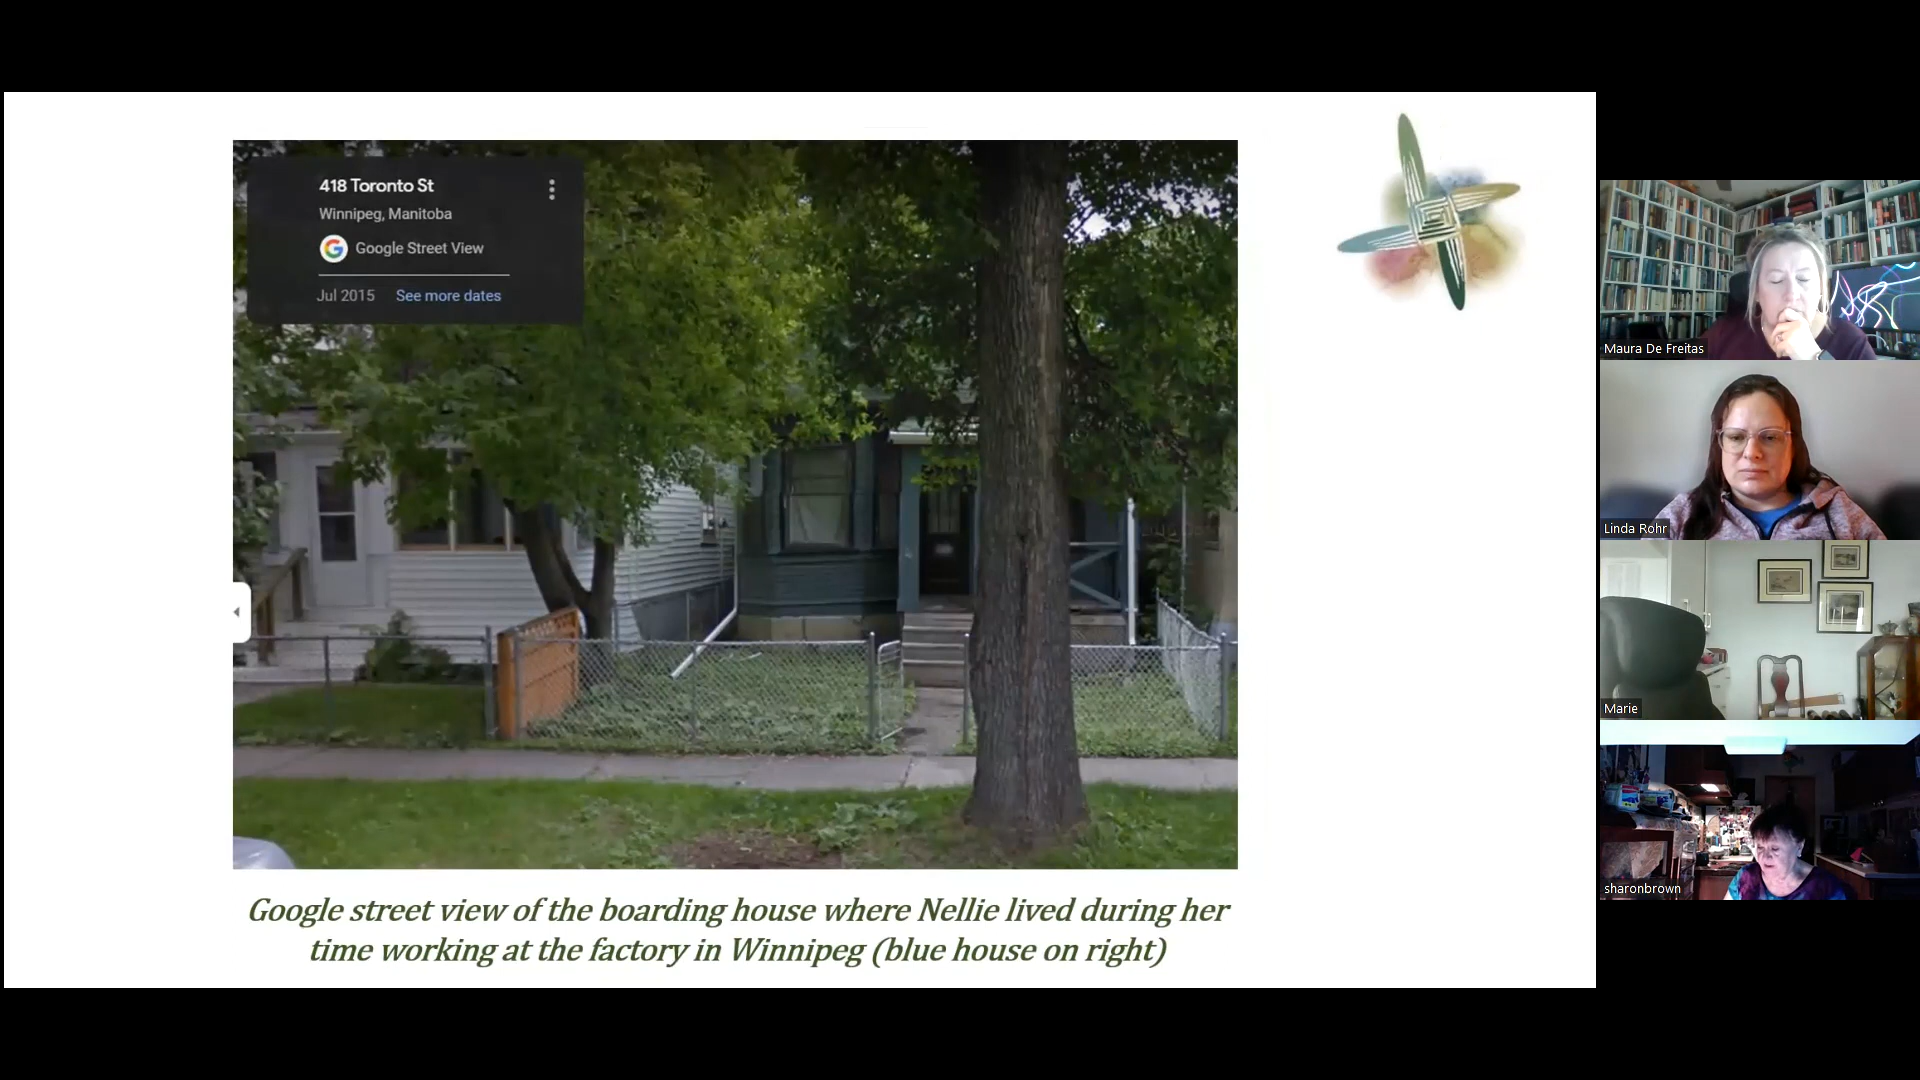 418 Toronto St
Winnipeg, Manitoba
Google Street View
Jul 2015 See more dates
Google street view of the boarding house where Nellie lived during her
time working at the factory in Winnipeg (blue house on right)
Maura De Freitas
Linda Rohr
Marie
sharonbrown